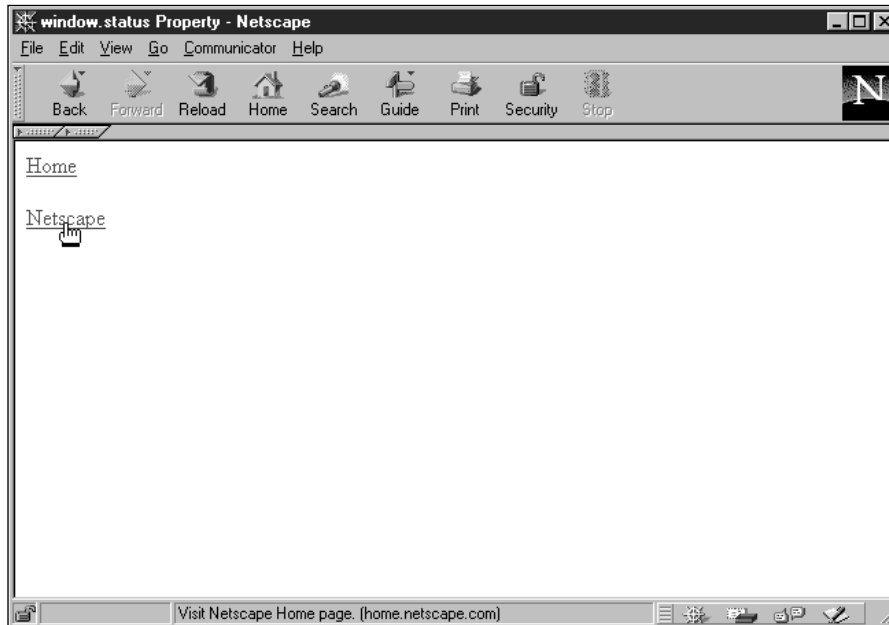 window.status Property - Netscape
File Edit View Go Communicator Help
Back Forward Reload Home Search Guide Print Security Stop
N
Home
Netscape
Visit Netscape Home page. (home.netscape.com)